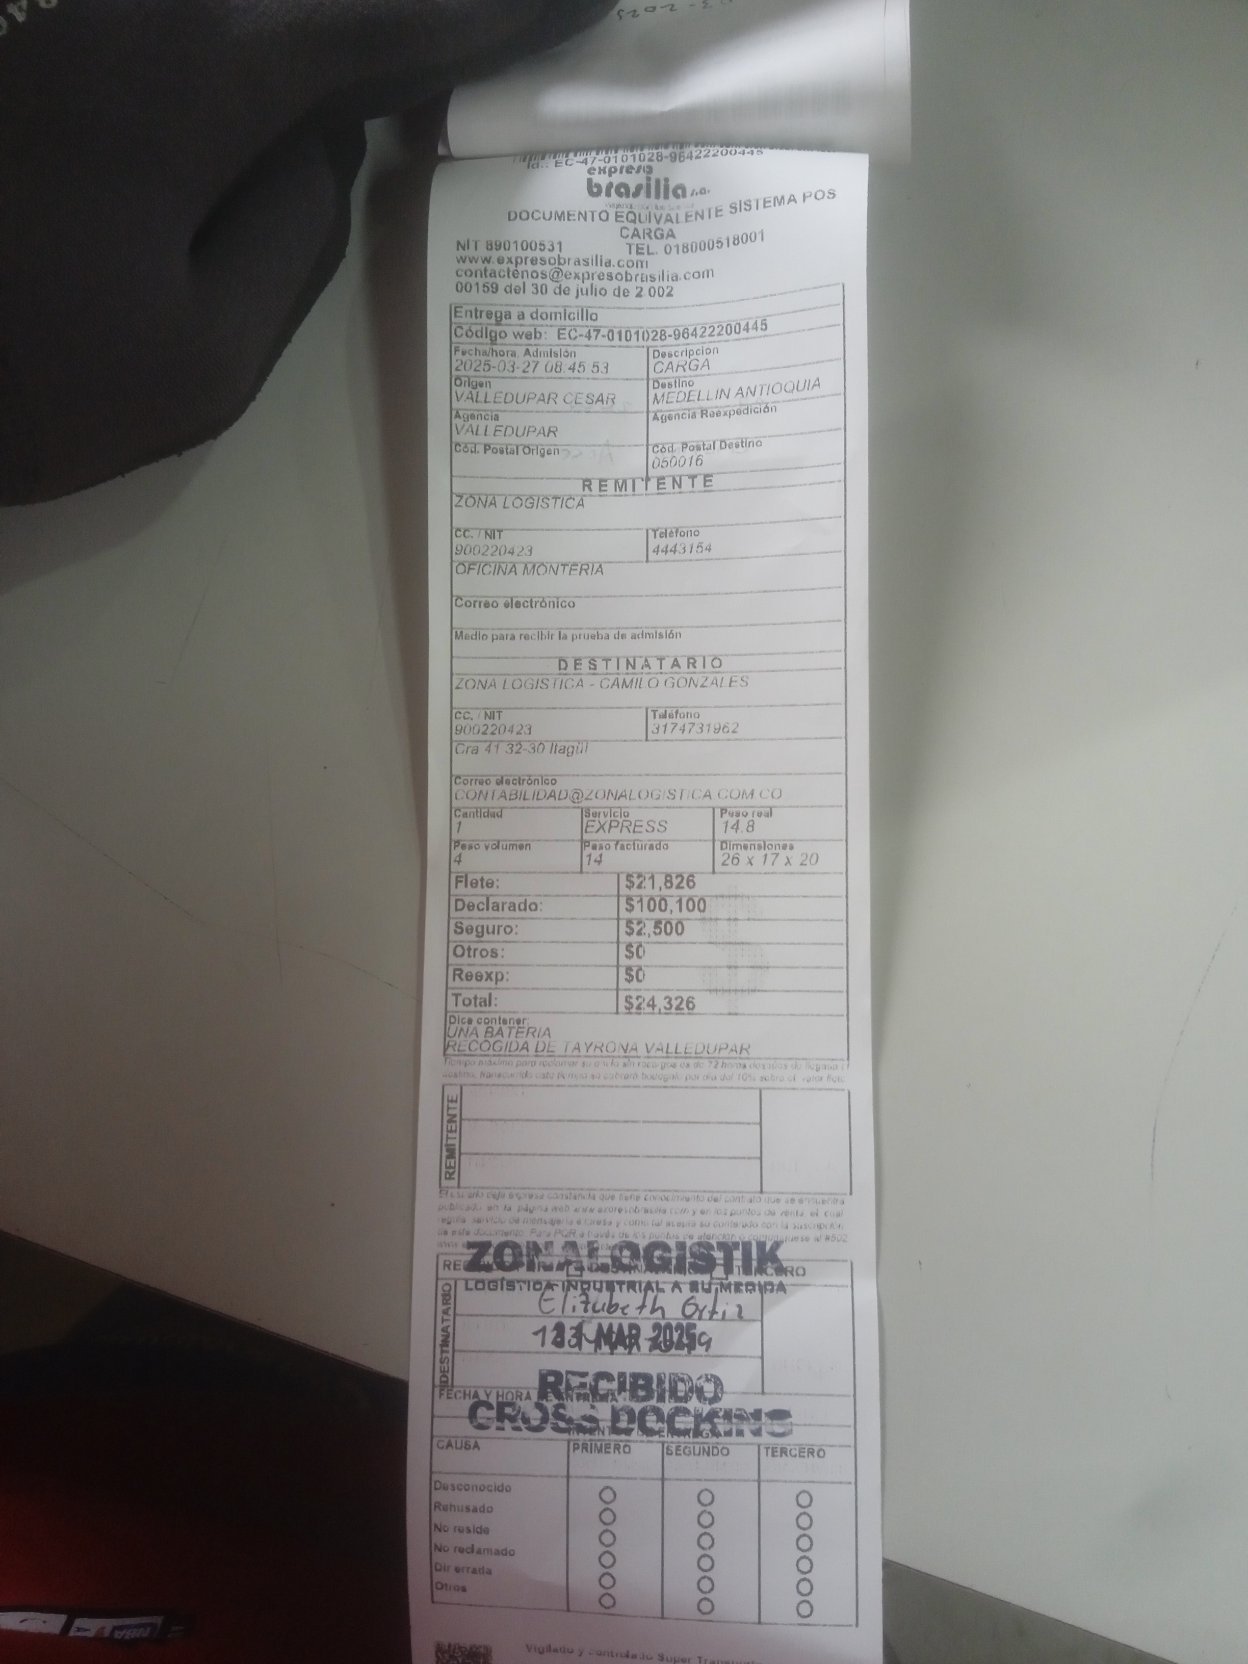 Id.: EC-47-0101028-96422200445
expreso
brasilia s.a.
DOCUMENTO EQUIVALENTE SISTEMA POS
CARGA
NIT 890100531 TEL. 018000518001
www.expresobrasilia.com
contactenos@expresobrasilia.com
00159 del 30 de julio de 2 002
Entrega a domicilio
Código web: EC-47-0101028-96422200445
Fecha/hora. Admisión Descripcion
2025-03-27 08.45 53 CARGA
Origen Destino
VALLEDUPAR CESAR MEDELLIN ANTIOQUIA
Agencia Agencia Reexpedición
VALLEDUPAR
Cód. Postal Origen Cód. Postal Destino
050016
REMITENTE
ZONA LOGISTICA
CC. / NIT Teléfono
900220423 4443154
OFICINA MONTERIA
Correo electrónico
Medio para recibir la prueba de admisión
DESTINATARIO
ZONA LOGISTICA - CAMILO GONZALES
CC. / NIT Teléfono
900220423 3174731962
Cra 41 32-30 Itagüí
Correo electrónico
CONTABILIDAD@ZONALOGISTICA.COM.CO
Cantidad Servicio Peso real
1 EXPRESS 14.8
Peso volumen Peso facturado Dimensiones
4 14 26 x 17 x 20
Flete: $21,826
Declarado: $100,100
Seguro: $2,500
Otros: $0
Reexp: $0
Total: $24,326
Dice contener:
UNA BATERIA
RECOGIDA DE TAYRONA VALLEDUPAR
REMITENTE
ZONALOGISTIK
TERCERO
LOGÍSTICA INDUSTRIAL A SU MEDIDA
DESTINATARIO
Elizabeth Ortiz
MAR 2025
RECIBIDO
FECHA Y HORA
CROSS DOCKING
CAUSA PRIMERO SEGUNDO TERCERO
Desconocido
Rehusado
No reside
No reclamado
Dir errada
Otros
Vigilado y controlado Super